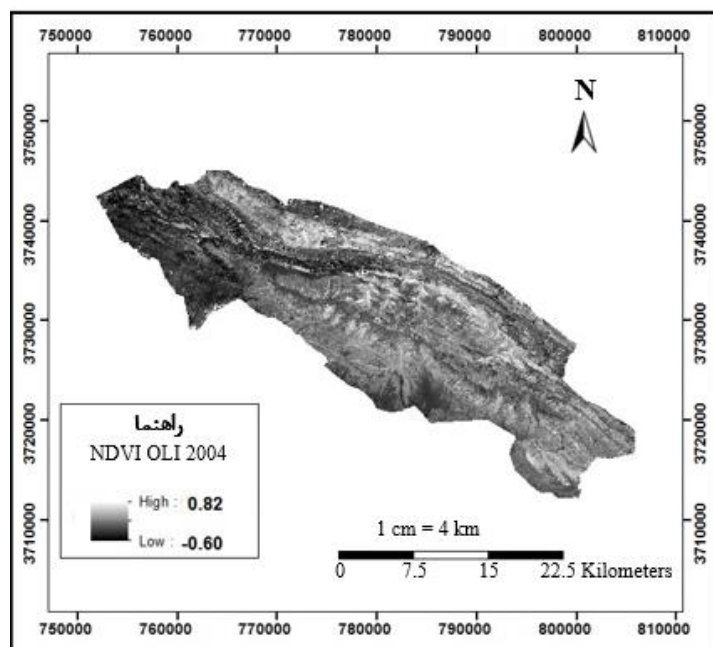 750000 760000 770000 780000 790000 800000 810000
N
3750000 3750000
3740000 3740000
3730000 3730000
3720000 3720000
3710000 3710000
راهنما
NDVI OLI 2004
High : 0.82
Low : -0.60
1 cm = 4 km
0 7.5 15 22.5 Kilometers
750000 760000 770000 780000 790000 800000 810000